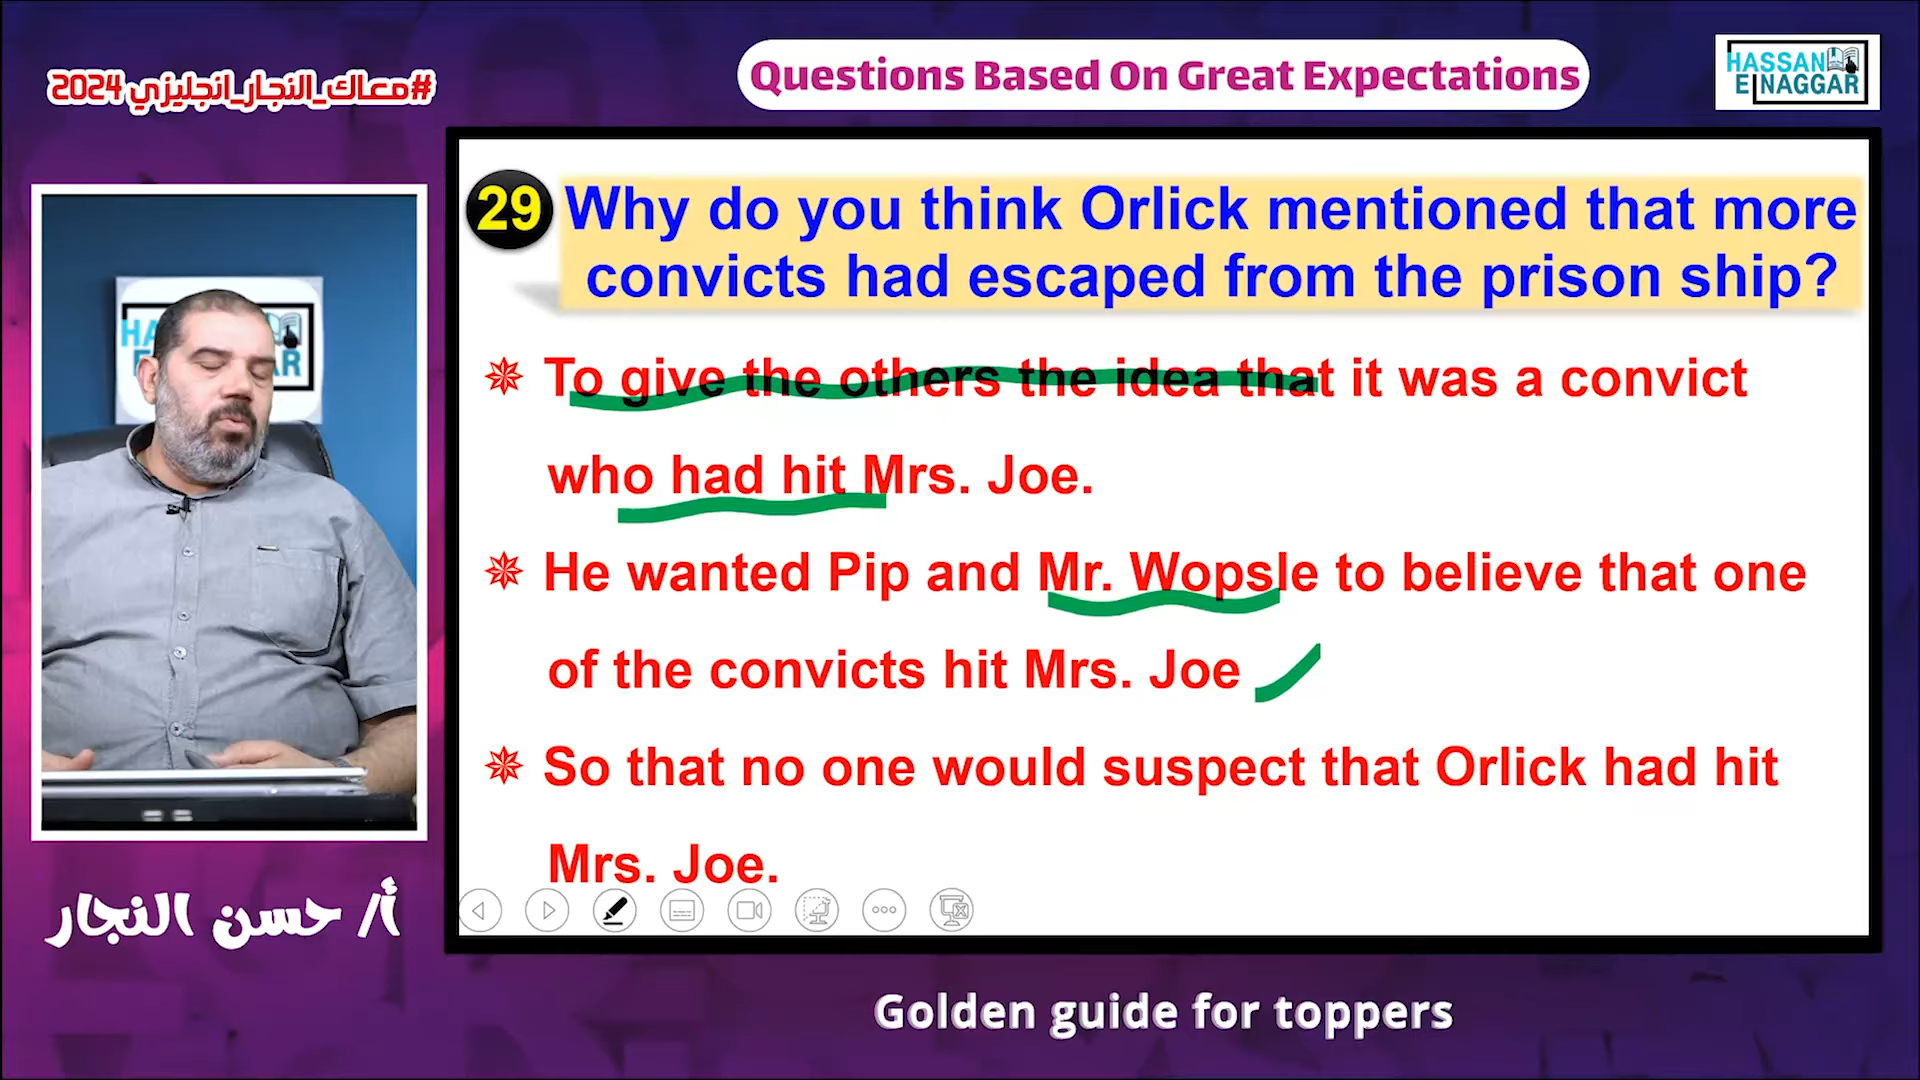 #معاك_النجار_انجليزي 2024
Questions Based On Great Expectations
HASSAN
ELNAGGAR
29 Why do you think Orlick mentioned that more
convicts had escaped from the prison ship?
To give the others the idea that it was a convict
who had hit Mrs. Joe.
He wanted Pip and Mr. Wopsle to believe that one
of the convicts hit Mrs. Joe
So that no one would suspect that Orlick had hit
Mrs. Joe.
أ/ حسن النجار
Golden guide for toppers